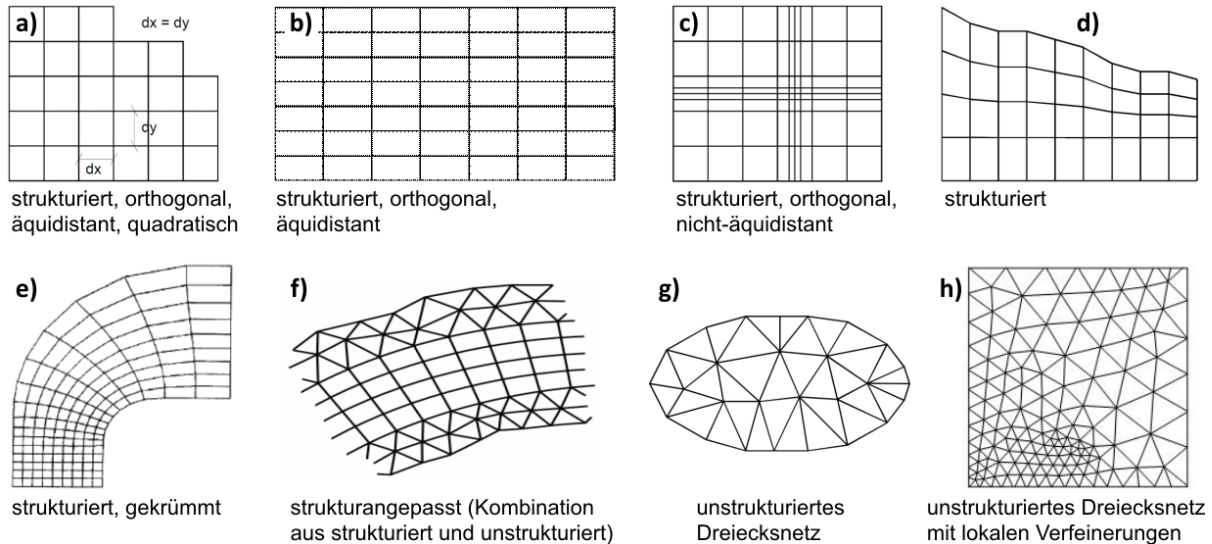 a)
dx = dy
dy
dx
strukturiert, orthogonal,
äquidistant, quadratisch
b)
strukturiert, orthogonal,
äquidistant
c)
strukturiert, orthogonal,
nicht-äquidistant
d)
strukturiert
e)
strukturiert, gekrümmt
f)
strukturangepasst (Kombination
aus strukturiert und unstrukturiert)
g)
unstrukturiertes
Dreiecksnetz
h)
unstrukturiertes Dreiecksnetz
mit lokalen Verfeinerungen